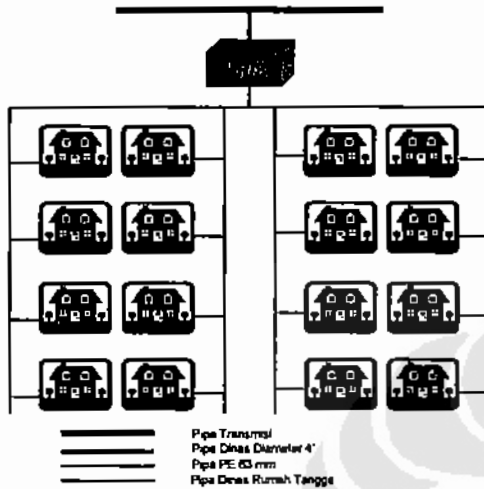 Pipa Transmisi
Pipa Dinas Diameter 4"
Pipa PE 63 mm
Pipa Dinas Rumah Tangga